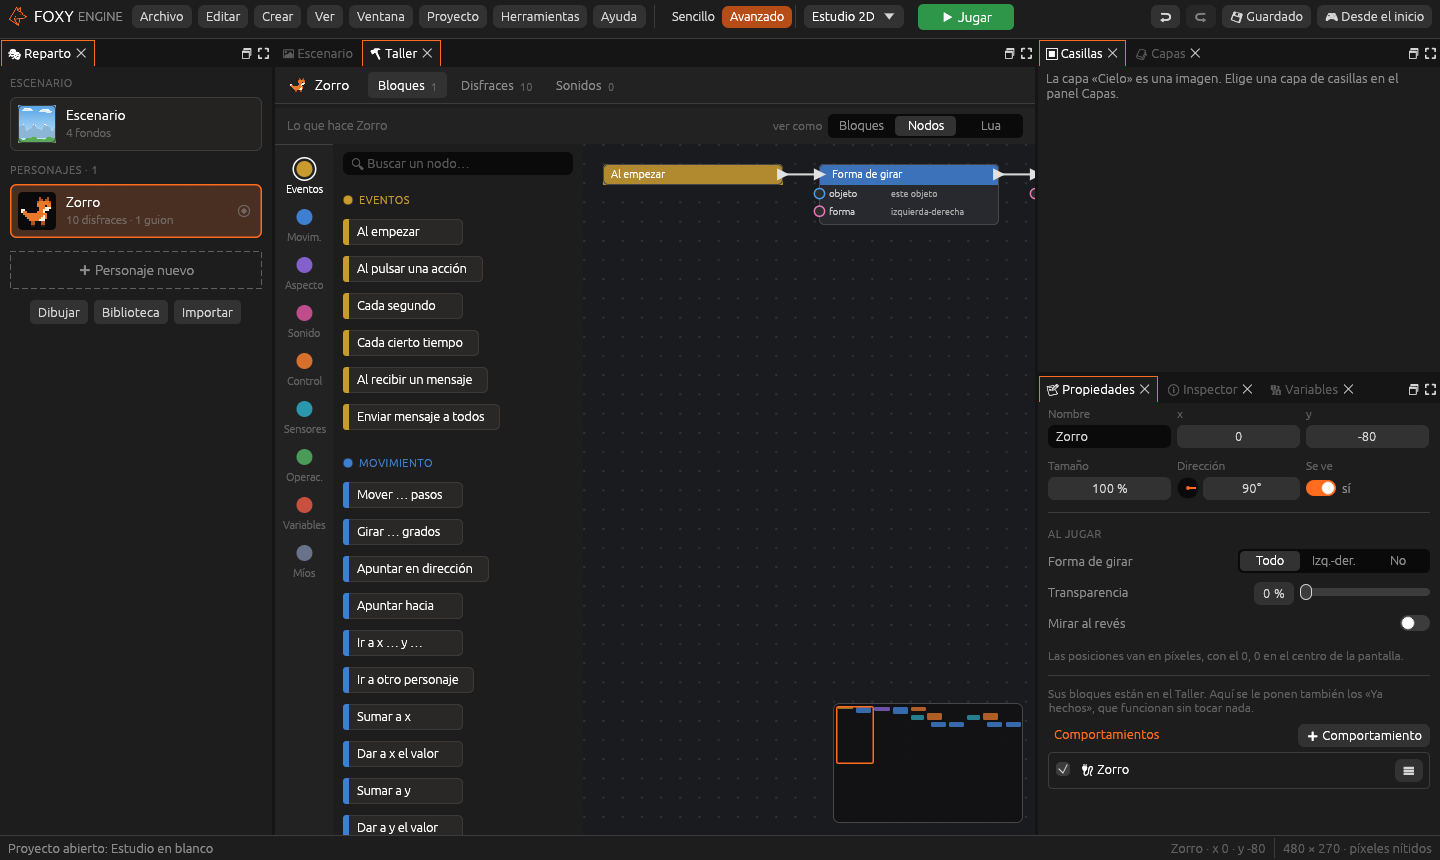 FOXY ENGINE Archivo Editar Crear Ver Ventana Proyecto Herramientas Ayuda Sencillo Avanzado Estudio 2D Jugar Guardado Desde el inicio
Reparto
ESCENARIO
Escenario
4 fondos
PERSONAJES · 1
Zorro
10 disfraces · 1 guion
+ Personaje nuevo
Dibujar Biblioteca Importar
Escenario Taller
Zorro Bloques 1 Disfraces 10 Sonidos 0
Lo que hace Zorro ver como Bloques Nodos Lua
Eventos
Movim.
Aspecto
Sonido
Control
Sensores
Operac.
Variables
Míos
Buscar un nodo...
EVENTOS
Al empezar
Al pulsar una acción
Cada segundo
Cada cierto tiempo
Al recibir un mensaje
Enviar mensaje a todos
MOVIMIENTO
Mover ... pasos
Girar ... grados
Apuntar en dirección
Apuntar hacia
Ir a x ... y ...
Ir a otro personaje
Sumar a x
Dar a x el valor
Sumar a y
Dar a y el valor
Al empezar
Forma de girar
objeto este objeto
forma izquierda-derecha
Casillas Capas
La capa «Cielo» es una imagen. Elige una capa de casillas en el
panel Capas.
Propiedades Inspector Variables
Nombre x y
Zorro 0 -80
Tamaño Dirección Se ve
100 % 90° sí
AL JUGAR
Forma de girar Todo Izq.-der. No
Transparencia 0 %
Mirar al revés
Las posiciones van en píxeles, con el 0, 0 en el centro de la pantalla.
Sus bloques están en el Taller. Aquí se le ponen también los «Ya
hechos», que funcionan sin tocar nada.
Comportamientos + Comportamiento
Zorro
Proyecto abierto: Estudio en blanco Zorro · x 0 · y -80 480 × 270 · píxeles nítidos